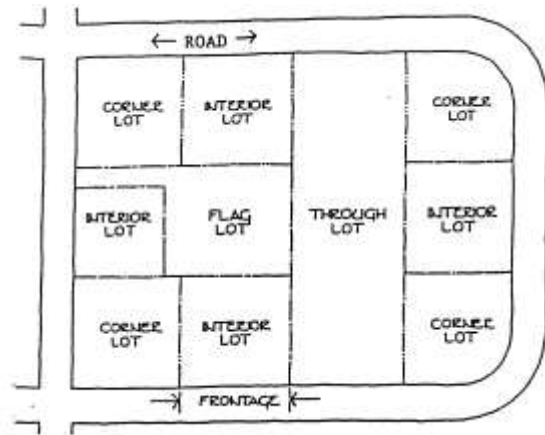 ← ROAD →
CORNER
LOT
INTERIOR
LOT
CORNER
LOT
INTERIOR
LOT
FLAG
LOT
THROUGH
LOT
INTERIOR
LOT
CORNER
LOT
INTERIOR
LOT
CORNER
LOT
FRONTAGE